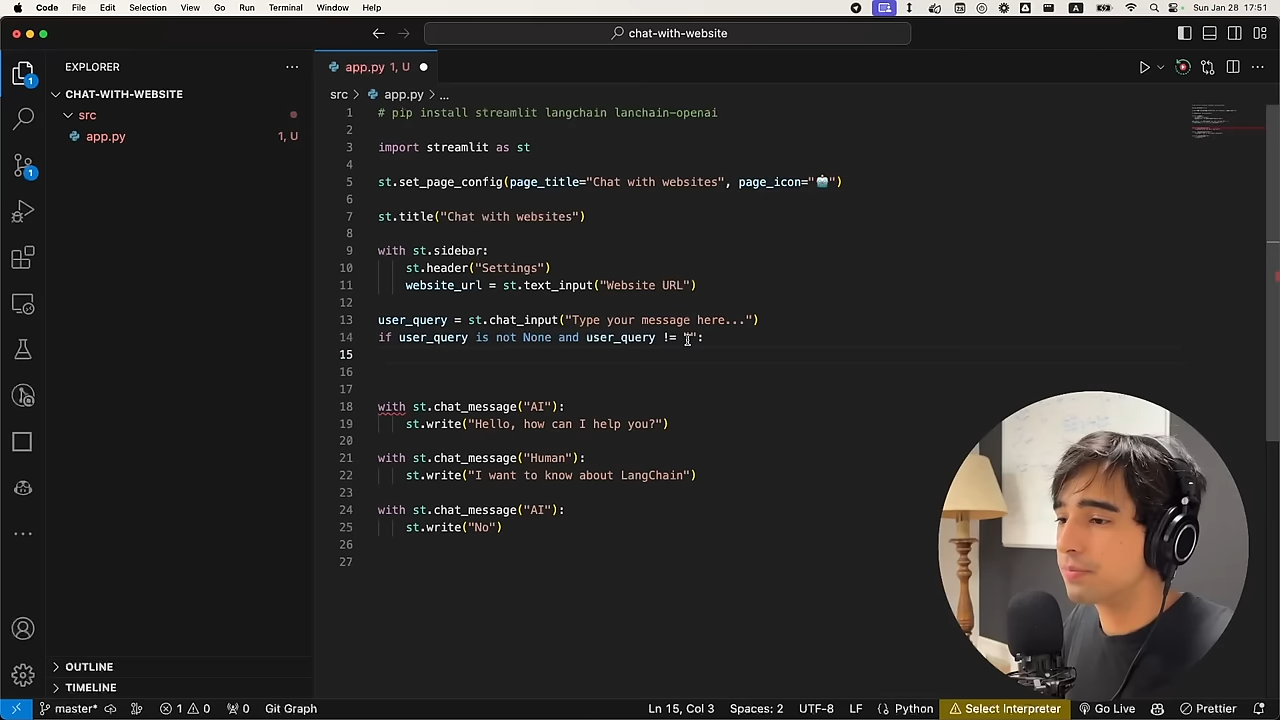 Code File Edit Selection View Go Run Terminal Window Help
Sun Jan 28 17:51
chat-with-website
EXPLORER
app.py 1, U
CHAT-WITH-WEBSITE
src > app.py > ...
src
app.py 1, U
1 # pip install streamlit langchain lanchain-openai
2
3 import streamlit as st
4
5 st.set_page_config(page_title="Chat with websites", page_icon="🤖")
6
7 st.title("Chat with websites")
8
9 with st.sidebar:
10 st.header("Settings")
11 website_url = st.text_input("Website URL")
12
13 user_query = st.chat_input("Type your message here...")
14 if user_query is not None and user_query != "":
15
16
17
18 with st.chat_message("AI"):
19 st.write("Hello, how can I help you?")
20
21 with st.chat_message("Human"):
22 st.write("I want to know about LangChain")
23
24 with st.chat_message("AI"):
25 st.write("No")
26
27
OUTLINE
TIMELINE
master* 1 0 0 Git Graph Ln 15, Col 3 Spaces: 2 UTF-8 LF Python Select Interpreter Go Live Prettier